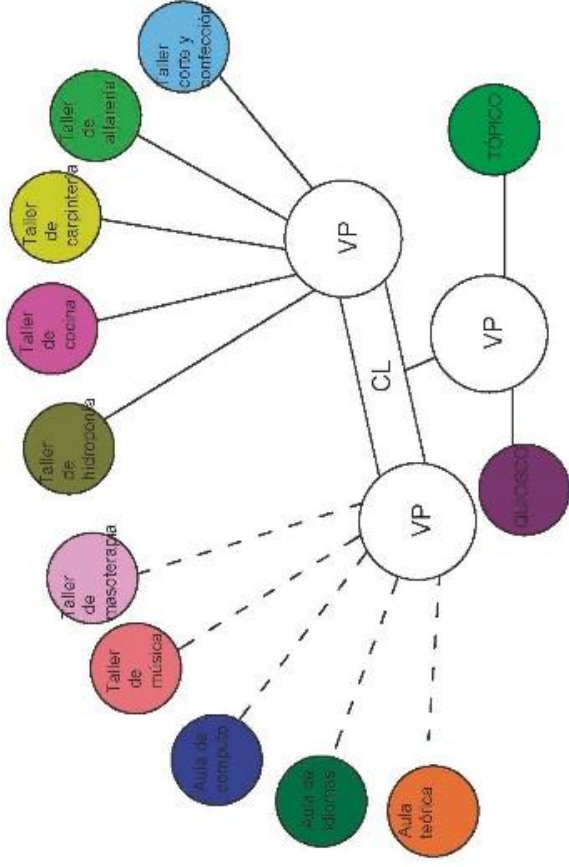 Taller
corte y
confección
Taller
de
alfarería
Taller
de
carpintería
Taller
de
cocina
Taller
de
hidroponía
Taller
de
masoterapia
Taller
de
música
Aula de
computo
Aula de
idiomas
Aula
teórica
VP
CL
VP
VP
TÓPICO
QUIOSCO